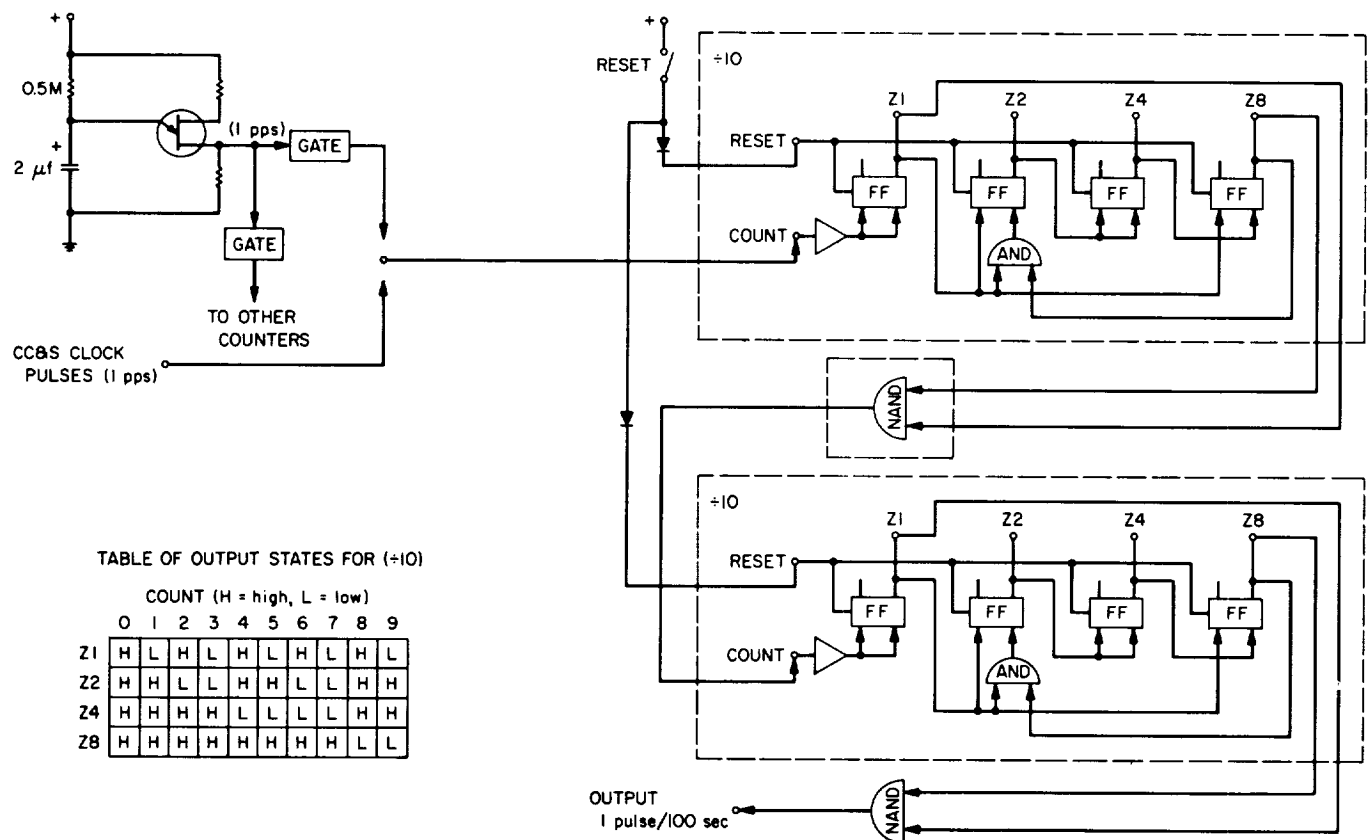 +
0.5M
+
2 μf
(1 pps)
GATE
GATE
TO OTHER
COUNTERS
CC&S CLOCK
PULSES (1 pps)
+
RESET
÷10
Z1 Z2 Z4 Z8
RESET
FF FF FF FF
COUNT
AND
NAND
÷10
Z1 Z2 Z4 Z8
RESET
FF FF FF FF
COUNT
AND
NAND
OUTPUT
1 pulse/100 sec
TABLE OF OUTPUT STATES FOR (÷10)
COUNT (H = high, L = low)
0 1 2 3 4 5 6 7 8 9
Z1 H L H L H L H L H L
Z2 H H L L H H L L H H
Z4 H H H H L L L L H H
Z8 H H H H H H H H L L